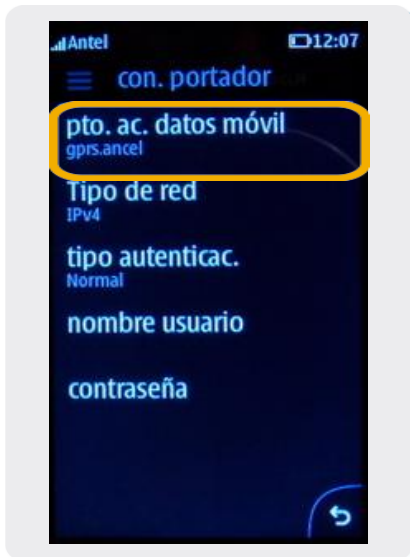 Antel 12:07
con. portador
pto. ac. datos móvil
gprs.ancel
Tipo de red
IPv4
tipo autenticac.
Normal
nombre usuario
contraseña